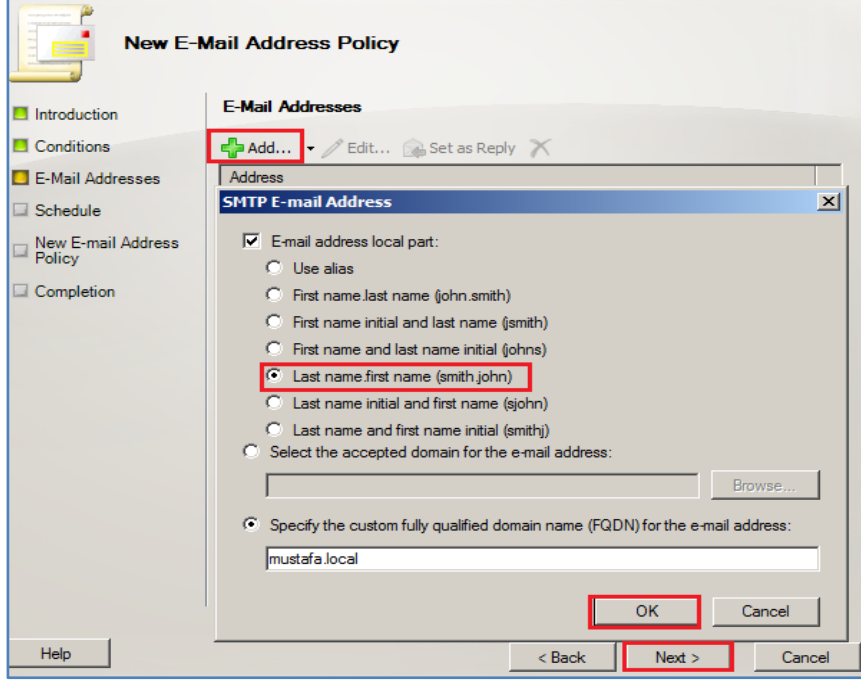 New E-Mail Address Policy
Introduction
Conditions
E-Mail Addresses
Schedule
New E-mail Address
Policy
Completion
E-Mail Addresses
Add...
Edit...
Set as Reply
Address
SMTP E-mail Address
E-mail address local part:
Use alias
First name.last name (john.smith)
First name initial and last name (jsmith)
First name and last name initial (johns)
Last name.first name (smith.john)
Last name initial and first name (sjohn)
Last name and first name initial (smithj)
Select the accepted domain for the e-mail address:
Browse...
Specify the custom fully qualified domain name (FQDN) for the e-mail address:
mustafa.local
OK
Cancel
Help
< Back
Next >
Cancel